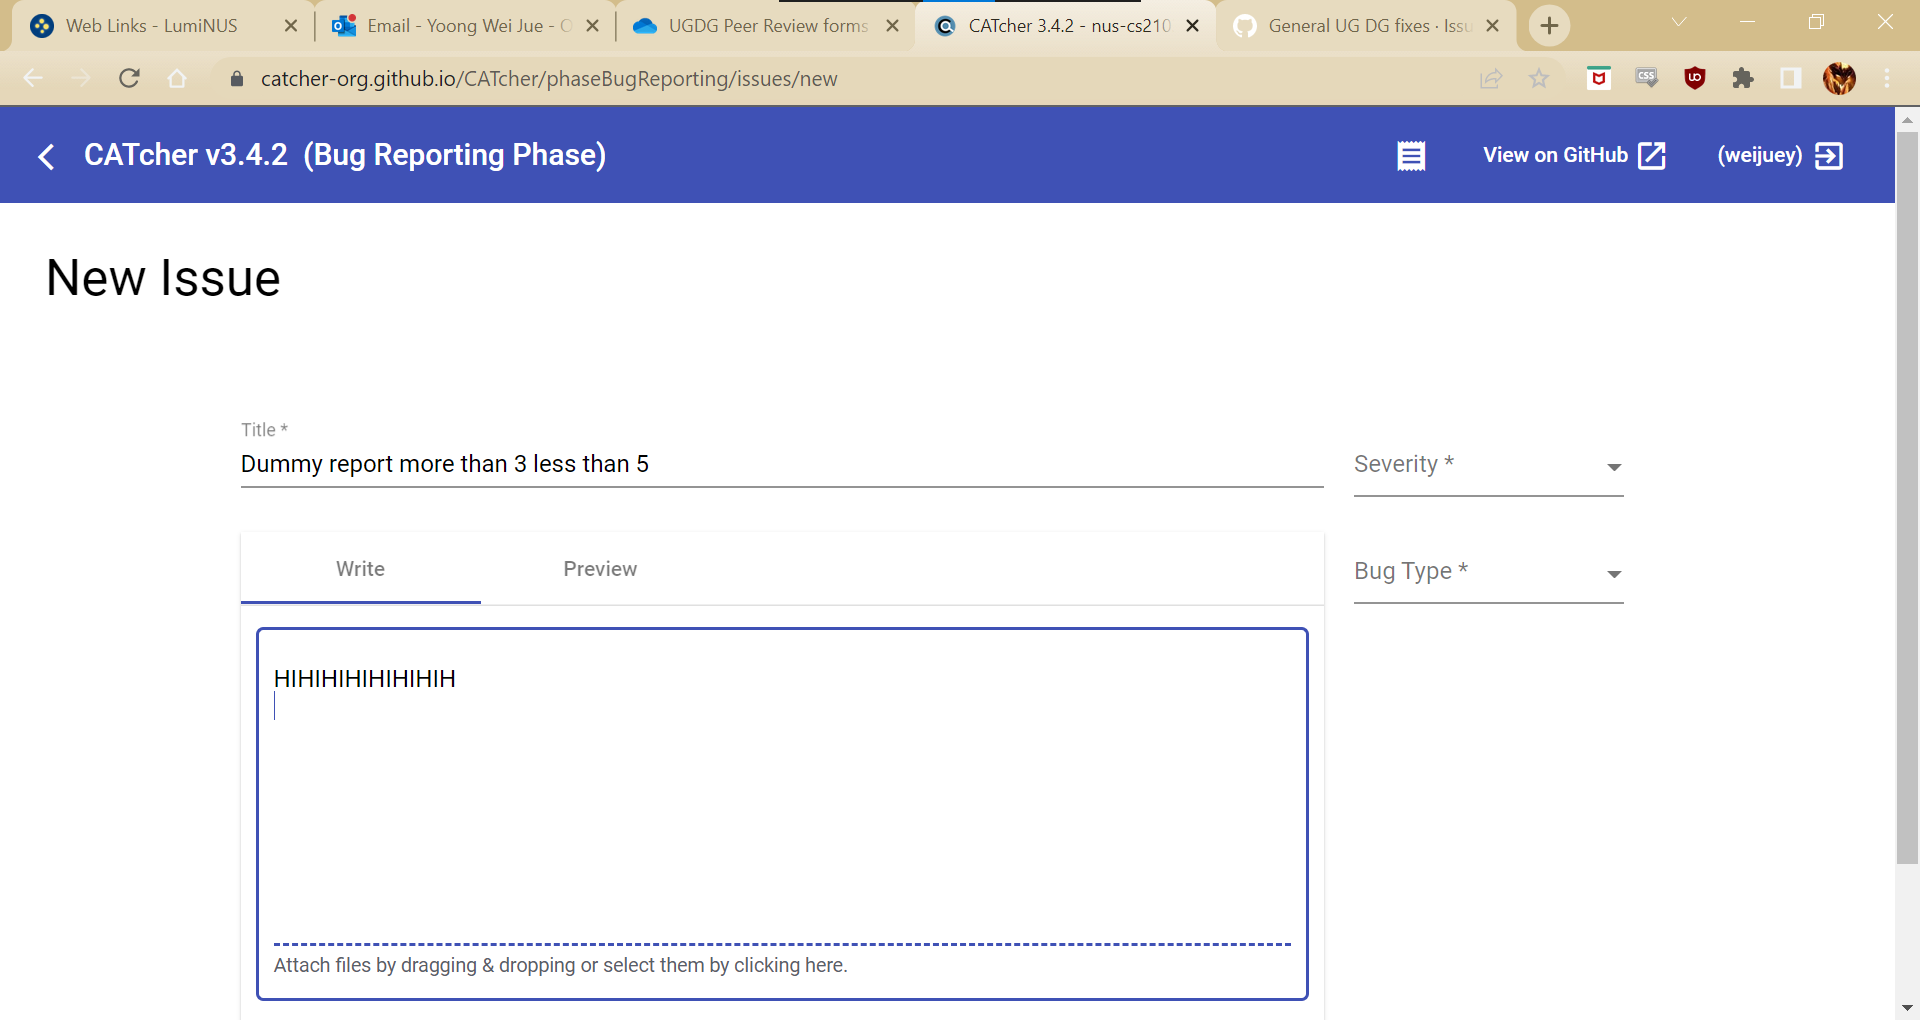 Web Links - LumiNUS
Email - Yoong Wei Jue - O
UGDG Peer Review forms
CATcher 3.4.2 - nus-cs210
General UG DG fixes · Issu
catcher-org.github.io/CATcher/phaseBugReporting/issues/new
CSS
CATcher v3.4.2 (Bug Reporting Phase)
View on GitHub
(weijuey)
New Issue
Title *
Dummy report more than 3 less than 5
Severity *
Write
Preview
Bug Type *
HIHIHIHIHIHIHIH
Attach files by dragging & dropping or select them by clicking here.